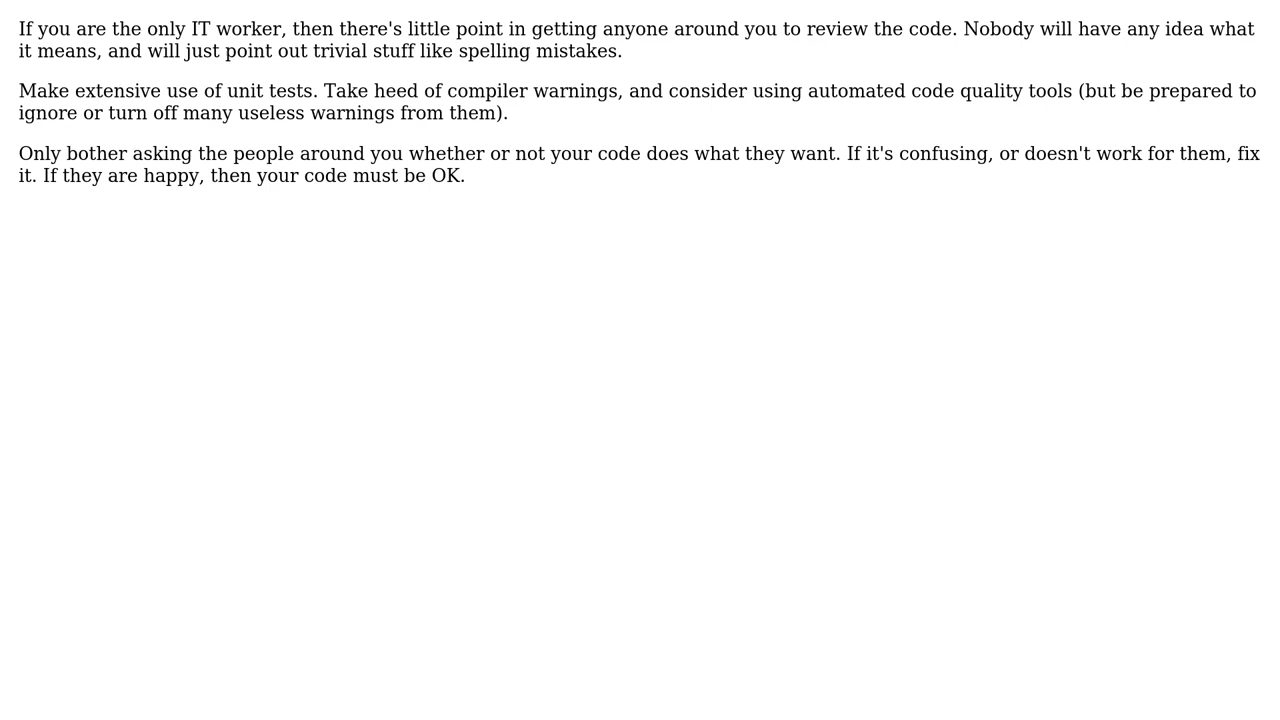 If you are the only IT worker, then there's little point in getting anyone around you to review the code. Nobody will have any idea what
it means, and will just point out trivial stuff like spelling mistakes.
Make extensive use of unit tests. Take heed of compiler warnings, and consider using automated code quality tools (but be prepared to
ignore or turn off many useless warnings from them).
Only bother asking the people around you whether or not your code does what they want. If it's confusing, or doesn't work for them, fix
it. If they are happy, then your code must be OK.